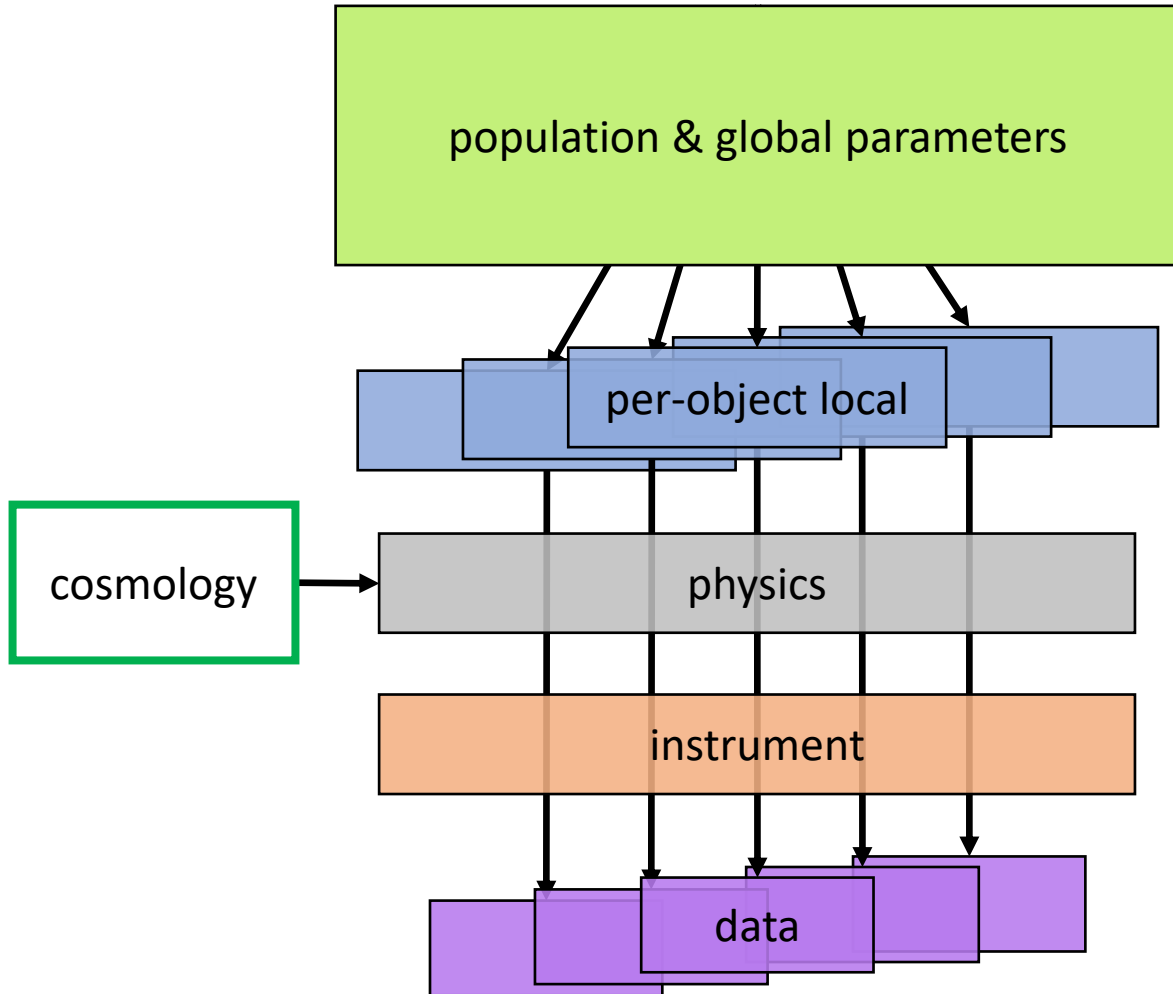 population & global parameters
per-object local
cosmology
physics
instrument
data